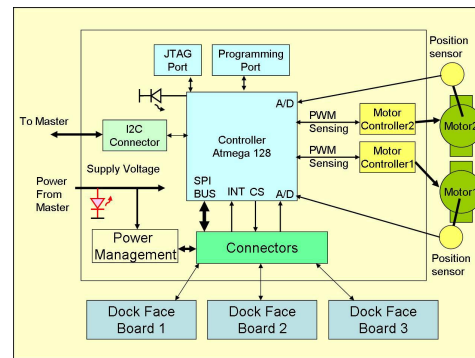 JTAG
Port
Programming
Port
Position
sensor
A/D
To Master
I2C
Connector
Controller
Atmega 128
PWM
Sensing
Motor
Controller2
Motor2
PWM
Sensing
Motor
Controller1
Motor1
Supply Voltage
Power
From
Master
SPI
BUS
INT CS
A/D
Power
Management
Connectors
Position
sensor
Dock Face
Board 1
Dock Face
Board 2
Dock Face
Board 3